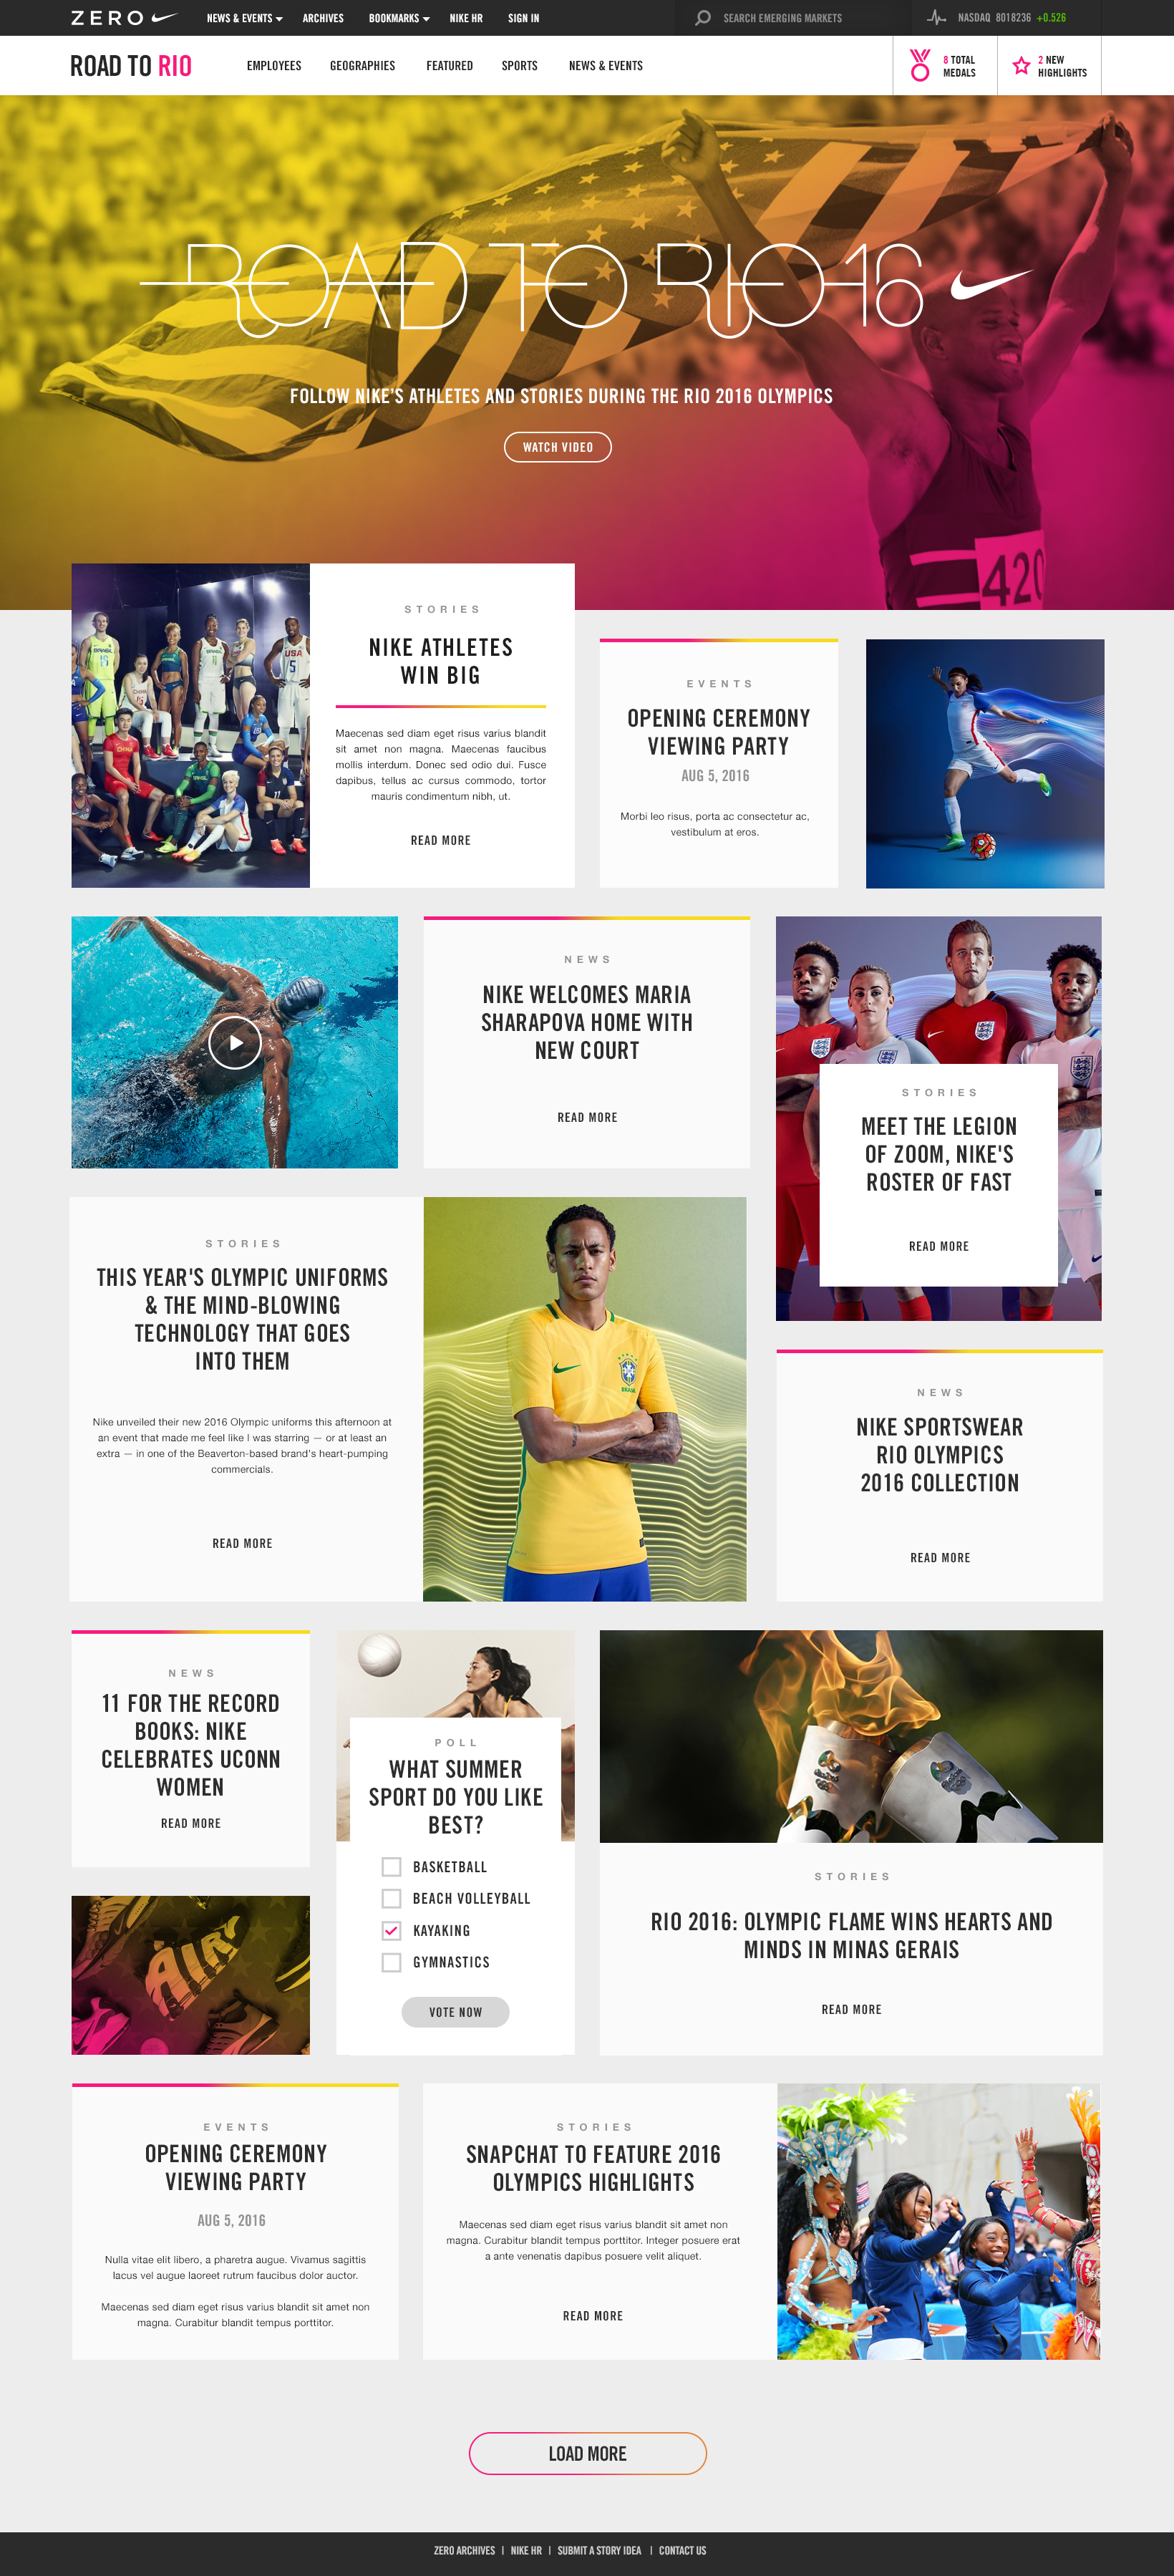 ZERO
NEWS & EVENTS
ARCHIVES
BOOKMARKS
NIKE HR
SIGN IN
SEARCH EMERGING MARKETS
NASDAQ 8018236 +0.526
ROAD TO RIO
EMPLOYEES
GEOGRAPHIES
FEATURED
SPORTS
NEWS & EVENTS
8 TOTAL
MEDALS
2 NEW
HIGHLIGHTS
ROAD TO RIO 16
FOLLOW NIKE'S ATHLETES AND STORIES DURING THE RIO 2016 OLYMPICS
WATCH VIDEO
420
STORIES
NIKE ATHLETES
WIN BIG
Maecenas sed diam eget risus varius blandit
sit amet non magna. Maecenas faucibus
mollis interdum. Donec sed odio dui. Fusce
dapibus, tellus ac cursus commodo, tortor
mauris condimentum nibh, ut.
READ MORE
USA
5
CHINA
EVENTS
OPENING CEREMONY
VIEWING PARTY
AUG 5, 2016
Morbi leo risus, porta ac consectetur ac,
vestibulum at eros.
NEWS
NIKE WELCOMES MARIA
SHARAPOVA HOME WITH
NEW COURT
READ MORE
STORIES
MEET THE LEGION
OF ZOOM, NIKE'S
ROSTER OF FAST
READ MORE
STORIES
THIS YEAR'S OLYMPIC UNIFORMS
& THE MIND-BLOWING
TECHNOLOGY THAT GOES
INTO THEM
Nike unveiled their new 2016 Olympic uniforms this afternoon at
an event that made me feel like I was starring — or at least an
extra — in one of the Beaverton-based brand's heart-pumping
commercials.
READ MORE
BRASIL
NEWS
NIKE SPORTSWEAR
RIO OLYMPICS
2016 COLLECTION
READ MORE
NEWS
11 FOR THE RECORD
BOOKS: NIKE
CELEBRATES UCONN
WOMEN
READ MORE
AIR
POLL
WHAT SUMMER
SPORT DO YOU LIKE
BEST?
BASKETBALL
BEACH VOLLEYBALL
KAYAKING
GYMNASTICS
VOTE NOW
STORIES
RIO 2016: OLYMPIC FLAME WINS HEARTS AND
MINDS IN MINAS GERAIS
READ MORE
EVENTS
OPENING CEREMONY
VIEWING PARTY
AUG 5, 2016
Nulla vitae elit libero, a pharetra augue. Vivamus sagittis
lacus vel augue laoreet rutrum faucibus dolor auctor.
Maecenas sed diam eget risus varius blandit sit amet non
magna. Curabitur blandit tempus porttitor.
STORIES
SNAPCHAT TO FEATURE 2016
OLYMPICS HIGHLIGHTS
Maecenas sed diam eget risus varius blandit sit amet non
magna. Curabitur blandit tempus porttitor. Integer posuere erat
a ante venenatis dapibus posuere velit aliquet.
READ MORE
LOAD MORE
ZERO ARCHIVES | NIKE HR | SUBMIT A STORY IDEA | CONTACT US